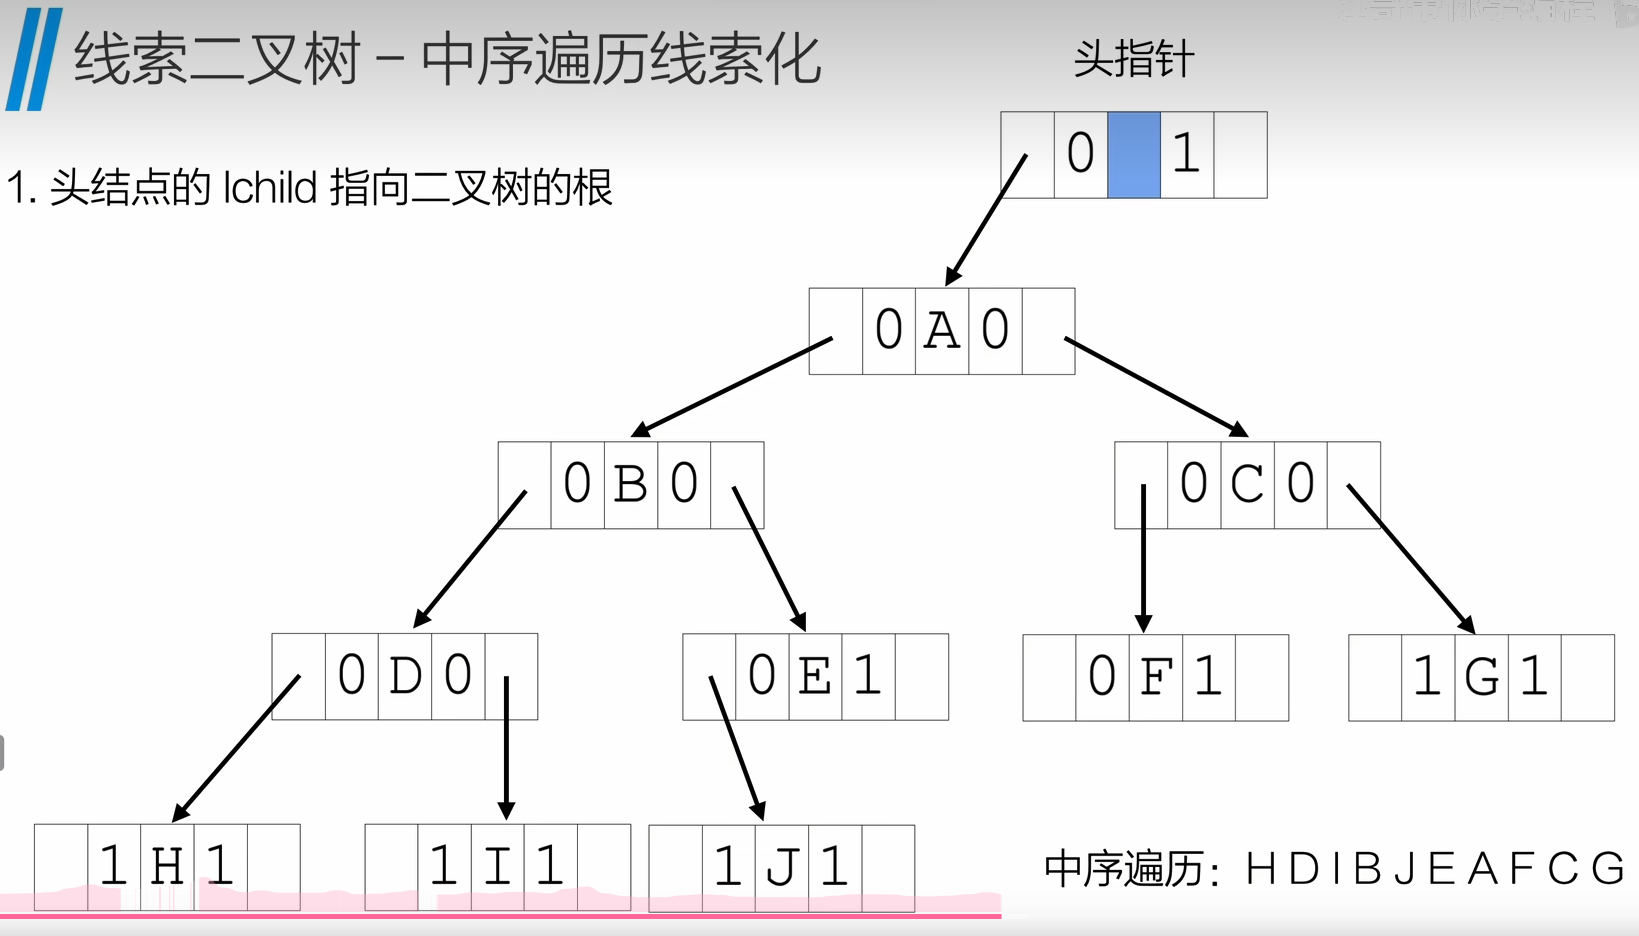 线索二叉树 – 中序遍历线索化
头指针
0 1
1. 头结点的 lchild 指向二叉树的根
0 A 0
0 B 0
0 C 0
0 D 0
0 E 1
0 F 1
1 G 1
1 H 1
1 I 1
1 J 1
中序遍历：H D I B J E A F C G